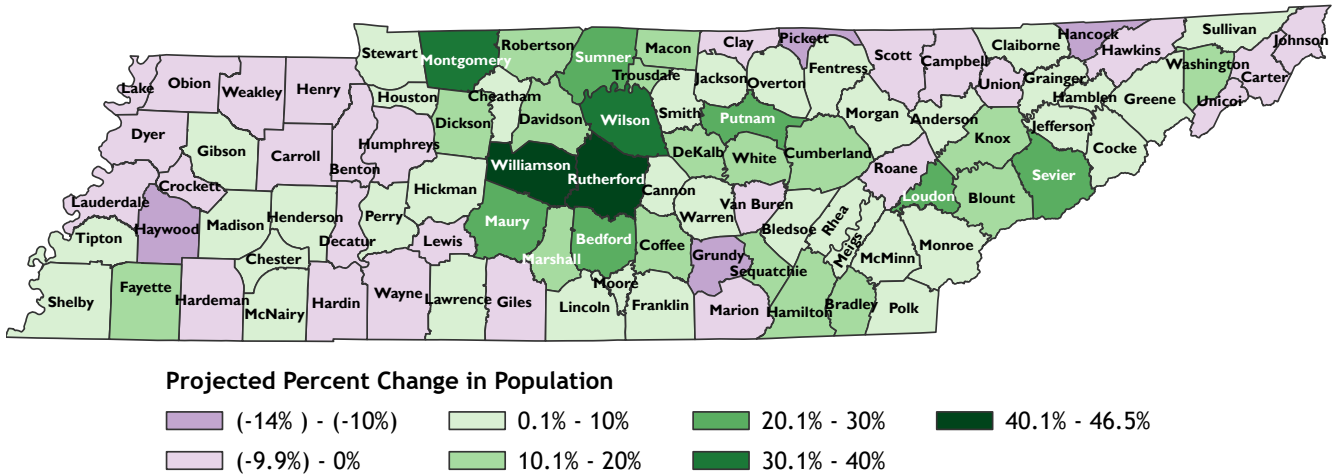 Stewart
Montgomery
Robertson
Sumner
Macon
Clay
Pickett
Scott
Campbell
Claiborne
Hancock
Hawkins
Sullivan
Johnson
Lake
Obion
Weakley
Henry
Houston
Cheatham
Trousdale
Jackson
Overton
Fentress
Union
Grainger
Hamblen
Greene
Washington
Carter
Unicoi
Dyer
Gibson
Carroll
Benton
Humphreys
Dickson
Davidson
Wilson
Smith
Putnam
Morgan
Anderson
Knox
Jefferson
Cocke
Crockett
Lauderdale
Haywood
Madison
Henderson
Decatur
Perry
Hickman
Williamson
Rutherford
Cannon
DeKalb
White
Cumberland
Roane
Loudon
Blount
Sevier
Tipton
Chester
Lewis
Maury
Marshall
Bedford
Coffee
Warren
Van Buren
Bledsoe
Rhea
Meigs
McMinn
Monroe
Shelby
Fayette
Hardeman
McNairy
Hardin
Wayne
Lawrence
Giles
Lincoln
Moore
Franklin
Grundy
Sequatchie
Marion
Hamilton
Bradley
Polk
Projected Percent Change in Population
(-14% ) - (-10%)
0.1% - 10%
20.1% - 30%
40.1% - 46.5%
(-9.9%) - 0%
10.1% - 20%
30.1% - 40%